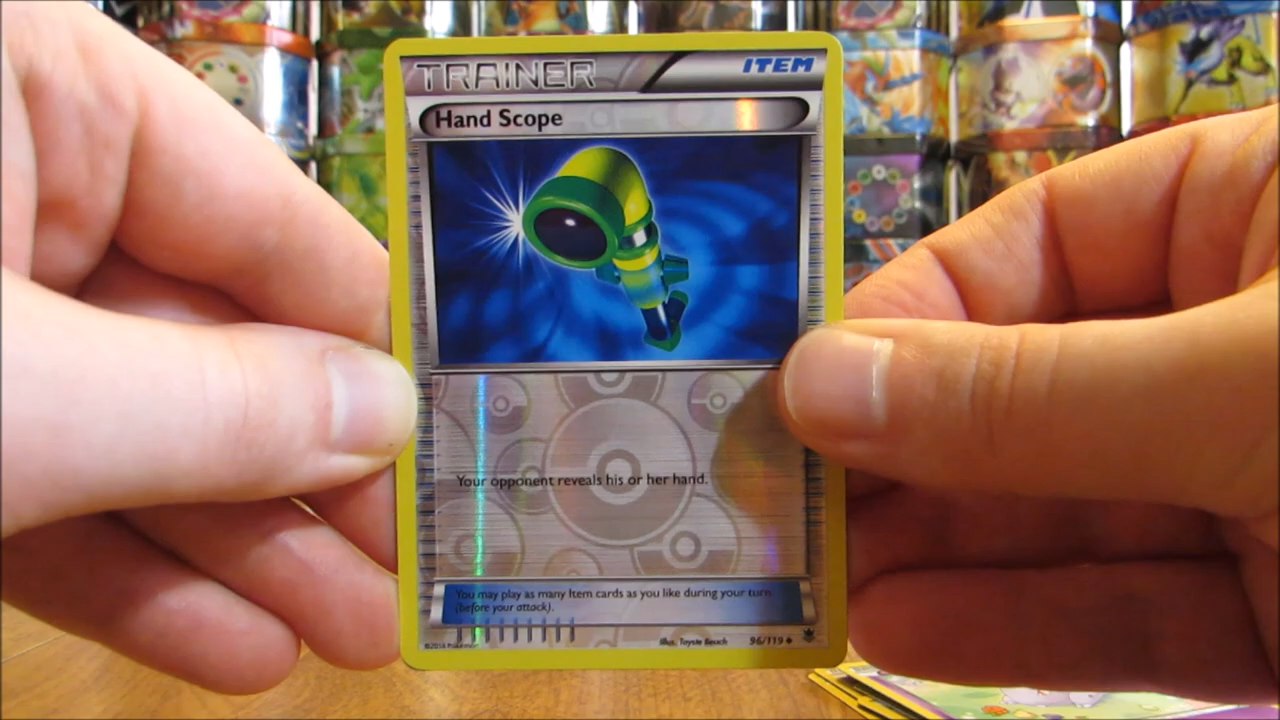 TRAINER ITEM
Hand Scope
Your opponent reveals his or her hand.
You may play as many Item cards as you like during your turn
(before your attack).
©2014 Pokémon Illus. Toyste Beach 96/119